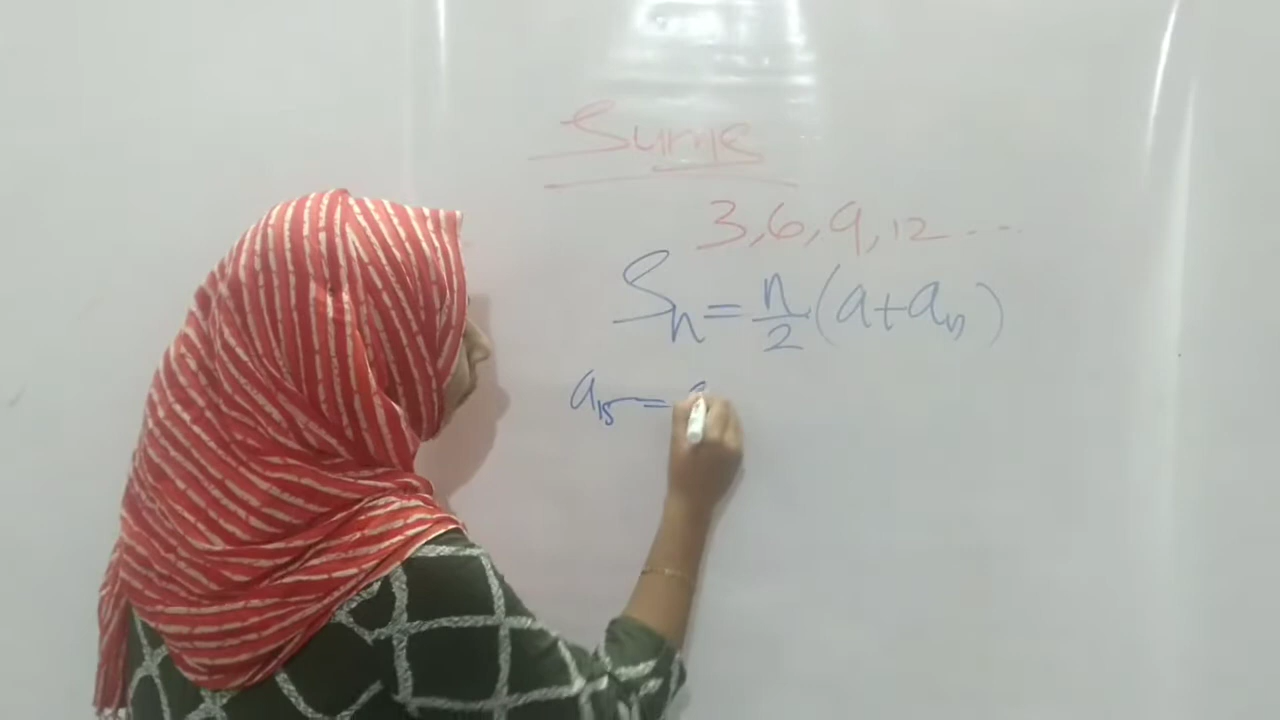 Sums
3, 6, 9, 12 ...
Sn = n/2 (a + an)
a15 =